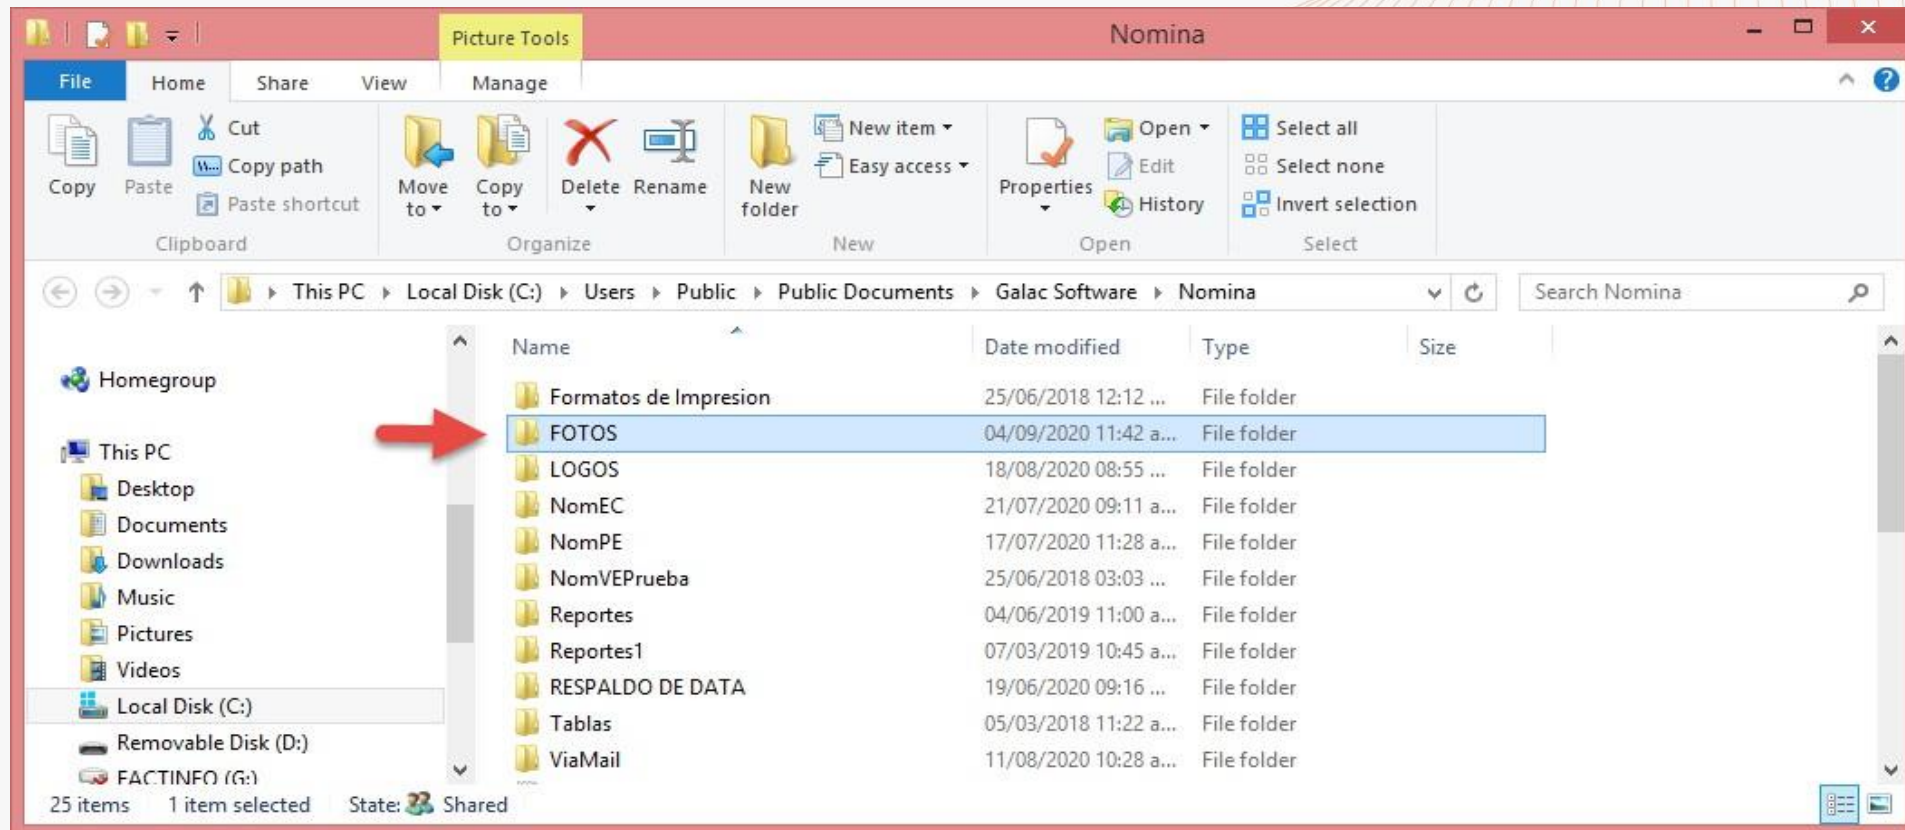 Picture Tools
Nomina
File
Home
Share
View
Manage
Copy
Paste
Cut
Copy path
Paste shortcut
Clipboard
Move to
Copy to
Delete
Rename
Organize
New folder
New item
Easy access
New
Properties
Open
Edit
History
Open
Select all
Select none
Invert selection
Select
This PC Local Disk (C:) Users Public Public Documents Galac Software Nomina
Search Nomina
Homegroup
This PC
Desktop
Documents
Downloads
Music
Pictures
Videos
Local Disk (C:)
Removable Disk (D:)
FACTINFO (G:)
Name Date modified Type Size
Formatos de Impresion 25/06/2018 12:12 ... File folder
FOTOS 04/09/2020 11:42 a... File folder
LOGOS 18/08/2020 08:55 ... File folder
NomEC 21/07/2020 09:11 a... File folder
NomPE 17/07/2020 11:28 a... File folder
NomVEPrueba 25/06/2018 03:03 ... File folder
Reportes 04/06/2019 11:00 a... File folder
Reportes1 07/03/2019 10:45 a... File folder
RESPALDO DE DATA 19/06/2020 09:16 ... File folder
Tablas 05/03/2018 11:22 a... File folder
ViaMail 11/08/2020 10:28 a... File folder
25 items 1 item selected State: Shared